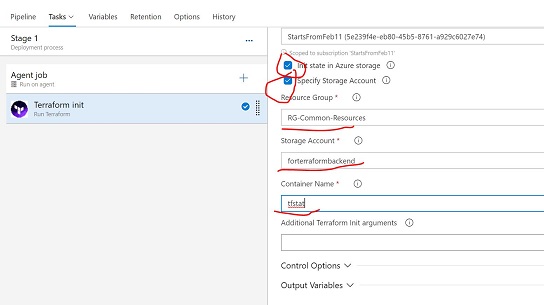 Pipeline Tasks Variables Retention Options History
Stage 1
Deployment process
Agent job
Run on agent
Terraform init
Run Terraform
StartsFromFeb11 (5e239f4e-eb80-45b5-8761-a929c6027e74)
Scoped to subscription 'StartsFromFeb11'
Init state in Azure storage
Specify Storage Account
Resource Group *
RG-Common-Resources
Storage Account *
forterraformbackend
Container Name *
tfstat
Additional Terraform Init arguments
Control Options
Output Variables